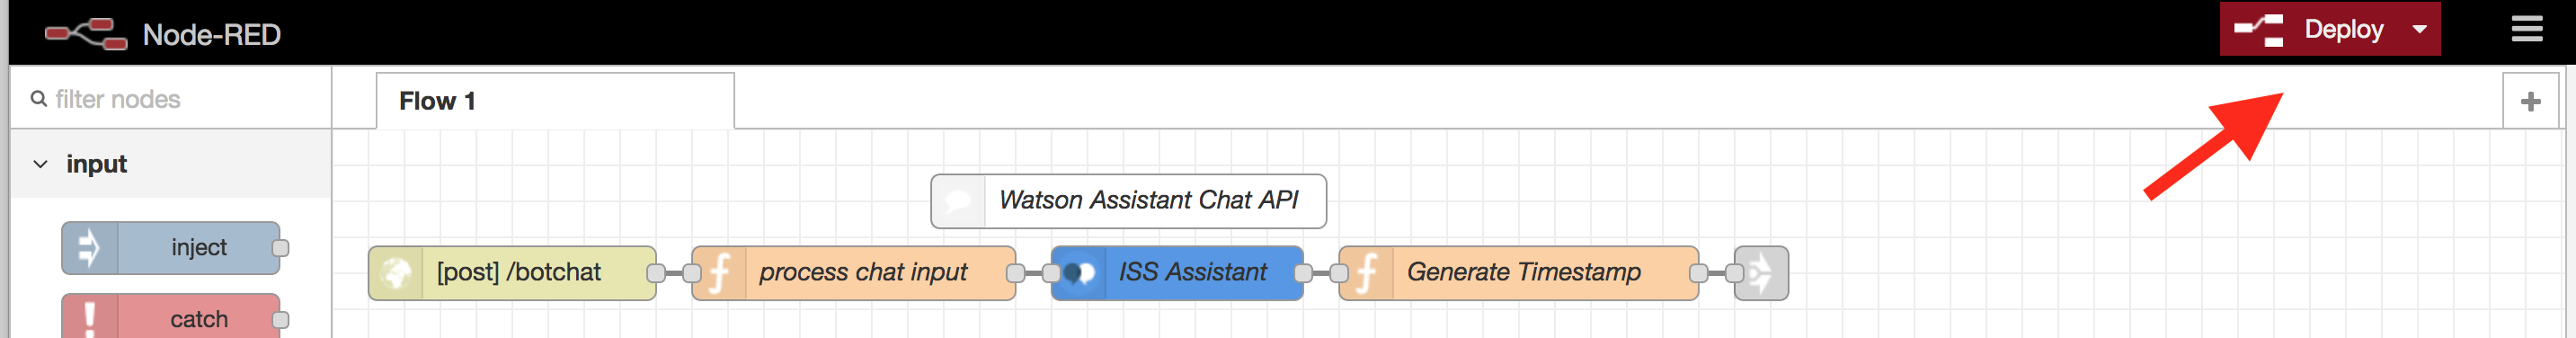 Node-RED
Deploy
filter nodes
Flow 1
input
Watson Assistant Chat API
inject
[post] /botchat
process chat input
ISS Assistant
Generate Timestamp
catch